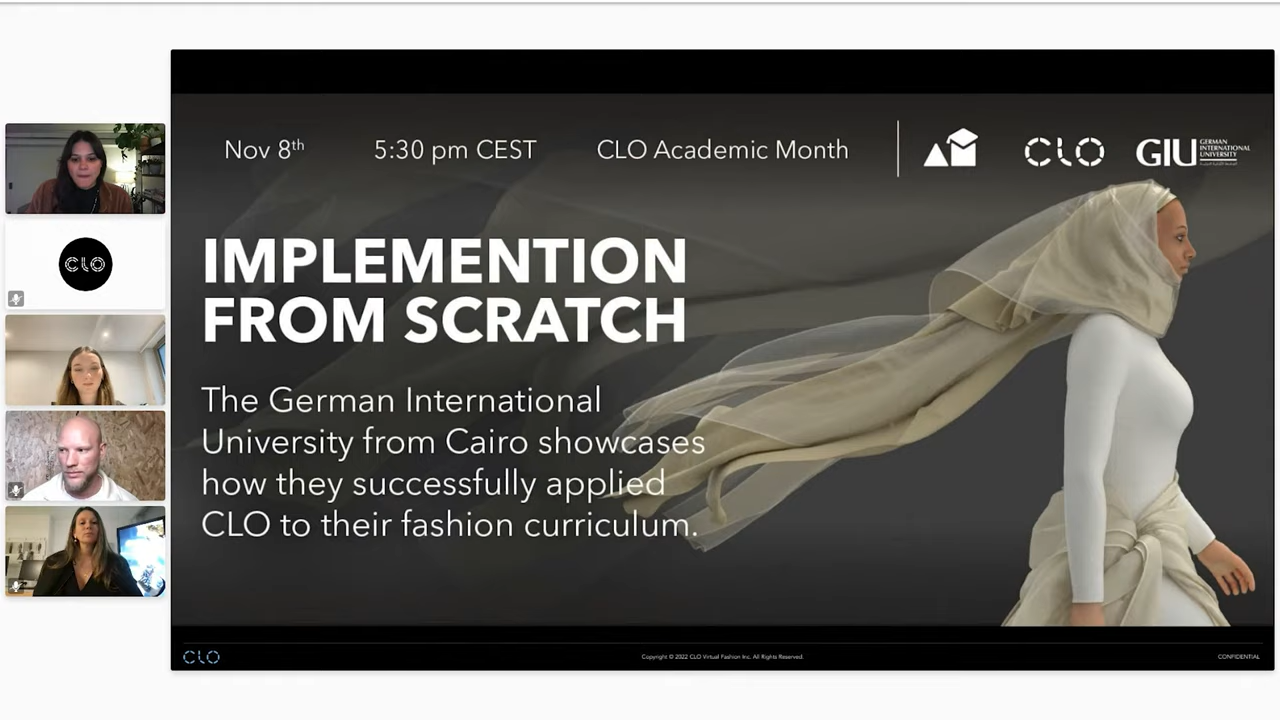 Nov 8th 5:30 pm CEST CLO Academic Month
CLO GIU GERMAN
INTERNATIONAL
UNIVERSITY
CLO
IMPLEMENTION
FROM SCRATCH
The German International
University from Cairo showcases
how they successfully applied
CLO to their fashion curriculum.
CLO Copyright © 2022 CLO Virtual Fashion Inc. All Rights Reserved. CONFIDENTIAL